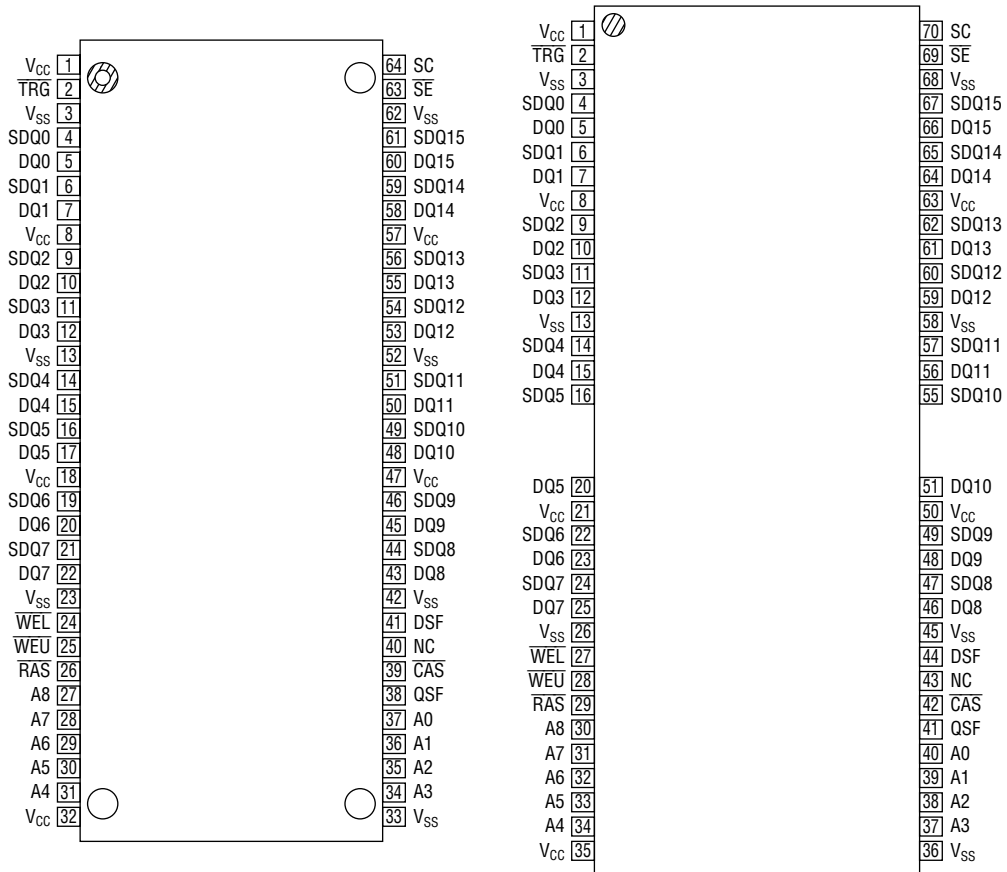 VCC 1
TRG 2
VSS 3
SDQ0 4
DQ0 5
SDQ1 6
DQ1 7
VCC 8
SDQ2 9
DQ2 10
SDQ3 11
DQ3 12
VSS 13
SDQ4 14
DQ4 15
SDQ5 16
DQ5 17
VCC 18
SDQ6 19
DQ6 20
SDQ7 21
DQ7 22
VSS 23
WEL 24
WEU 25
RAS 26
A8 27
A7 28
A6 29
A5 30
A4 31
VCC 32
64 SC
63 SE
62 VSS
61 SDQ15
60 DQ15
59 SDQ14
58 DQ14
57 VCC
56 SDQ13
55 DQ13
54 SDQ12
53 DQ12
52 VSS
51 SDQ11
50 DQ11
49 SDQ10
48 DQ10
47 VCC
46 SDQ9
45 DQ9
44 SDQ8
43 DQ8
42 VSS
41 DSF
40 NC
39 CAS
38 QSF
37 A0
36 A1
35 A2
34 A3
33 VSS
VCC 1
TRG 2
VSS 3
SDQ0 4
DQ0 5
SDQ1 6
DQ1 7
VCC 8
SDQ2 9
DQ2 10
SDQ3 11
DQ3 12
VSS 13
SDQ4 14
DQ4 15
SDQ5 16
DQ5 20
VCC 21
SDQ6 22
DQ6 23
SDQ7 24
DQ7 25
VSS 26
WEL 27
WEU 28
RAS 29
A8 30
A7 31
A6 32
A5 33
A4 34
VCC 35
70 SC
69 SE
68 VSS
67 SDQ15
66 DQ15
65 SDQ14
64 DQ14
63 VCC
62 SDQ13
61 DQ13
60 SDQ12
59 DQ12
58 VSS
57 SDQ11
56 DQ11
55 SDQ10
51 DQ10
50 VCC
49 SDQ9
48 DQ9
47 SDQ8
46 DQ8
45 VSS
44 DSF
43 NC
42 CAS
41 QSF
40 A0
39 A1
38 A2
37 A3
36 VSS